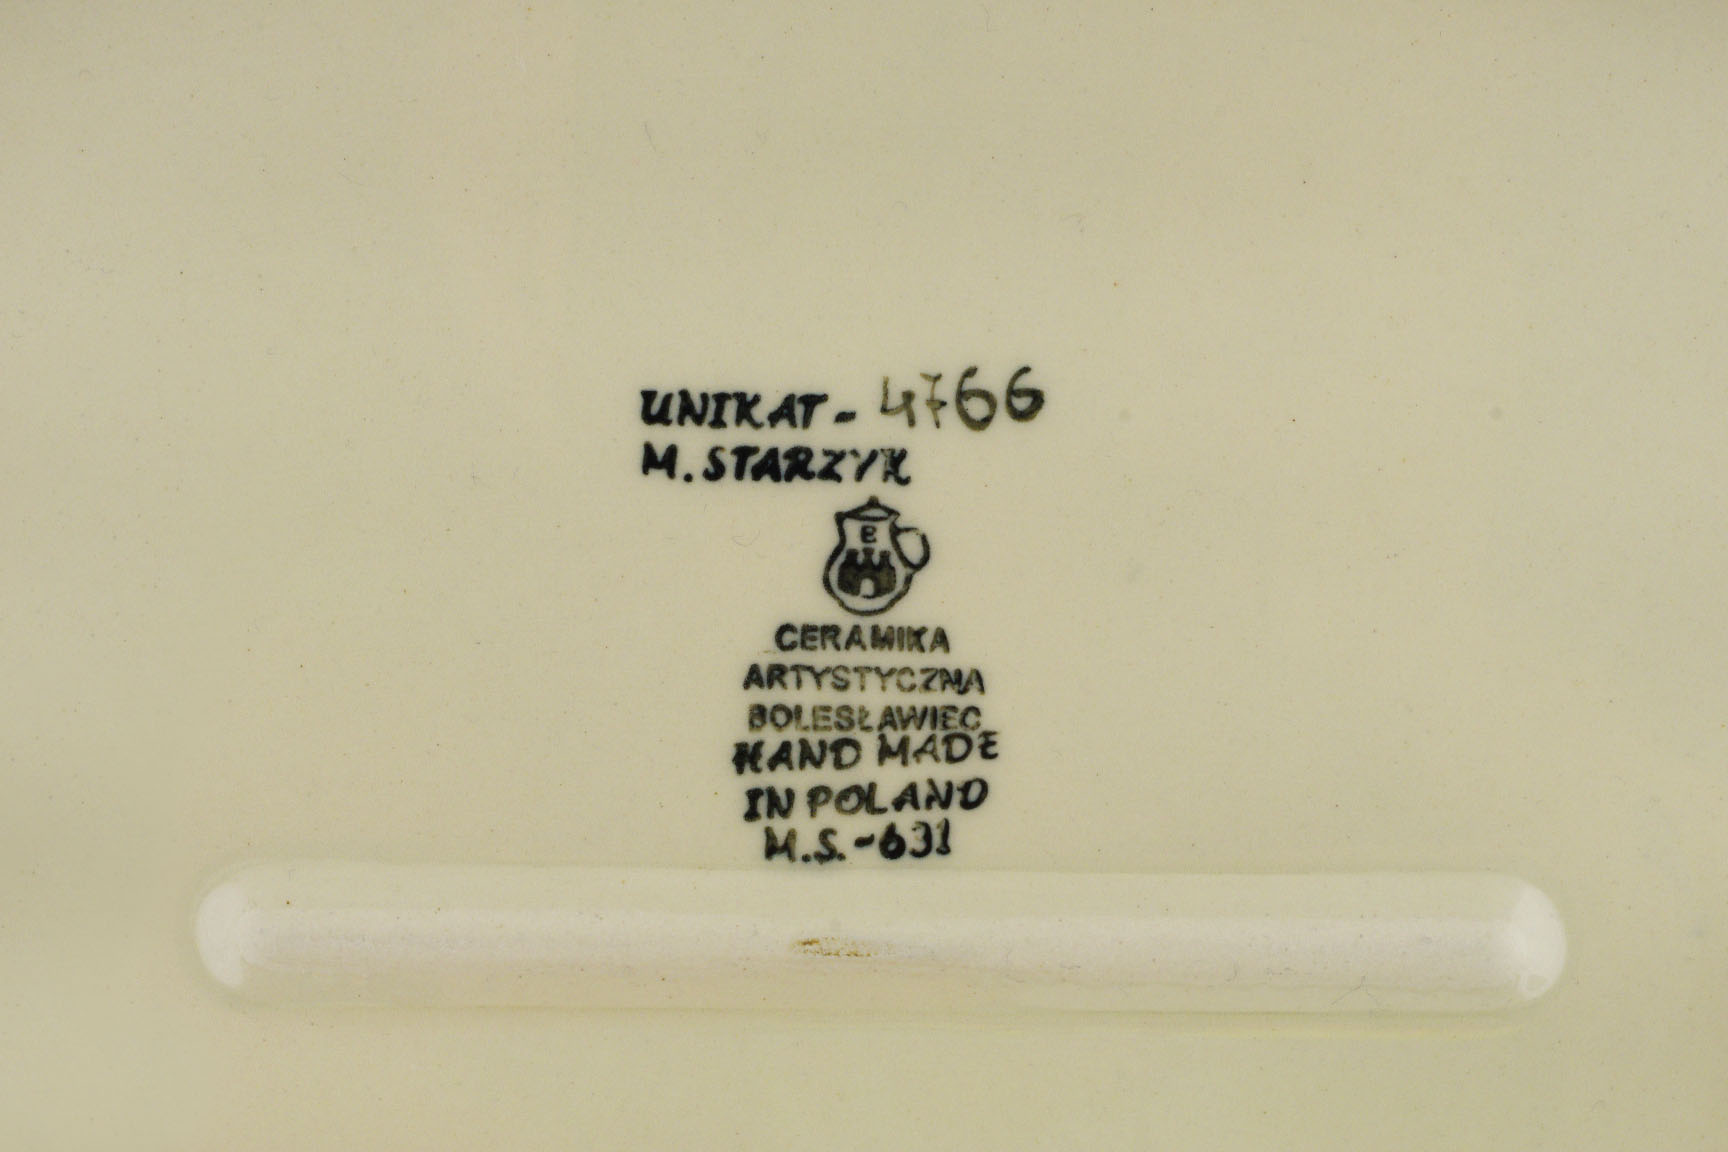 UNIKAT - 4766
M. STARZYK
B
CERAMIKA
ARTYSTYCZNA
BOLESŁAWIEC
HAND MADE
IN POLAND
M.S. - 631